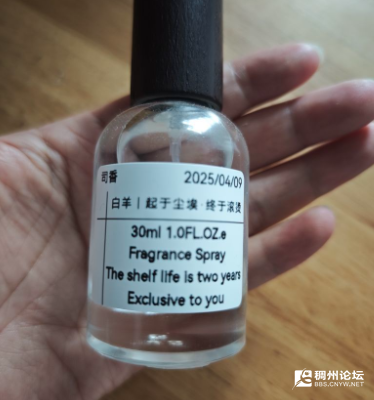 司香 2025/04/09
白羊 | 起于尘埃·终于滚烫
30ml 1.0FL.OZ.e
Fragrance Spray
The shelf life is two years
Exclusive to you
稠州论坛
BBS.CNYW.NET